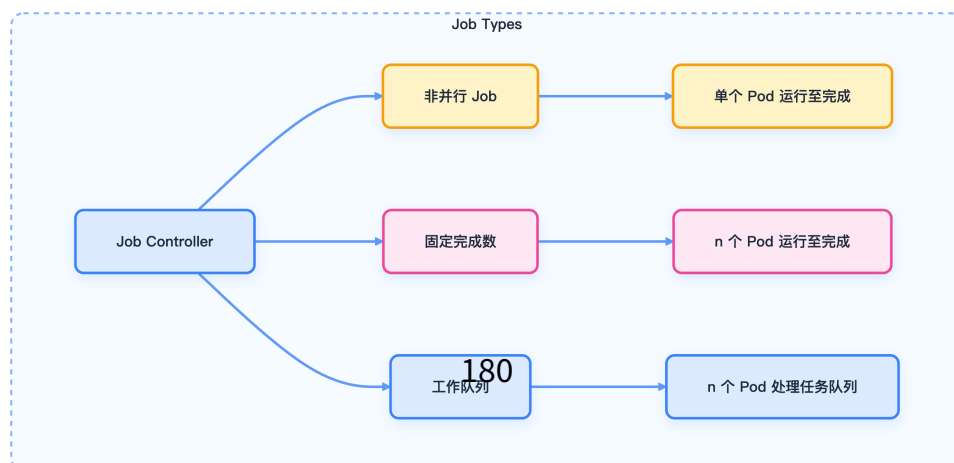 Job Types
非并行 Job
单个 Pod 运行至完成
Job Controller
固定完成数
n 个 Pod 运行至完成
180
工作队列
n 个 Pod 处理任务队列